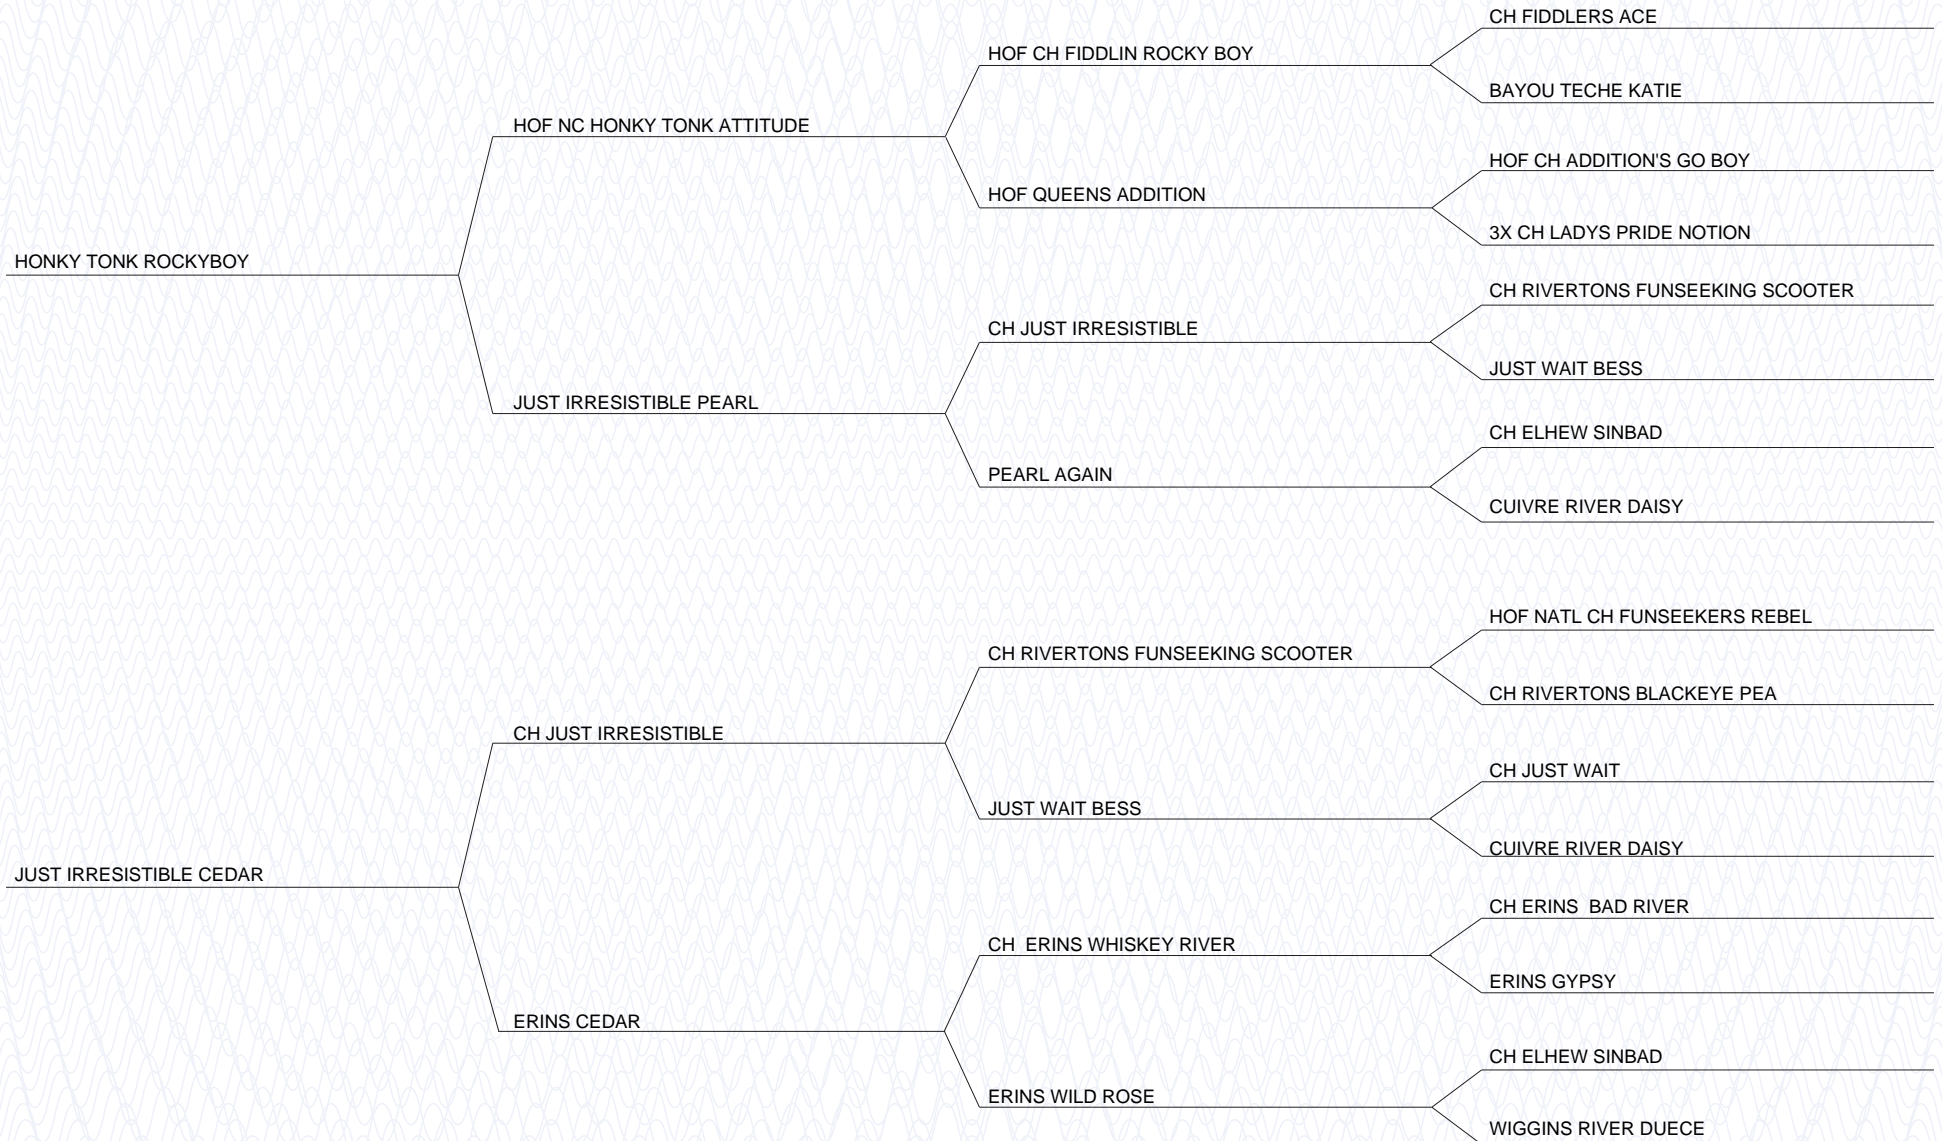 CH FIDDLERS ACE
HOF CH FIDDLIN ROCKY BOY
BAYOU TECHE KATIE
HOF NC HONKY TONK ATTITUDE
HOF CH ADDITION'S GO BOY
HOF QUEENS ADDITION
3X CH LADYS PRIDE NOTION
HONKY TONK ROCKYBOY
CH RIVERTONS FUNSEEKING SCOOTER
CH JUST IRRESISTIBLE
JUST WAIT BESS
JUST IRRESISTIBLE PEARL
CH ELHEW SINBAD
PEARL AGAIN
CUIVRE RIVER DAISY
HOF NATL CH FUNSEEKERS REBEL
CH RIVERTONS FUNSEEKING SCOOTER
CH RIVERTONS BLACKEYE PEA
CH JUST IRRESISTIBLE
CH JUST WAIT
JUST WAIT BESS
CUIVRE RIVER DAISY
JUST IRRESISTIBLE CEDAR
CH ERINS  BAD RIVER
CH  ERINS WHISKEY RIVER
ERINS GYPSY
ERINS CEDAR
CH ELHEW SINBAD
ERINS WILD ROSE
WIGGINS RIVER DUECE